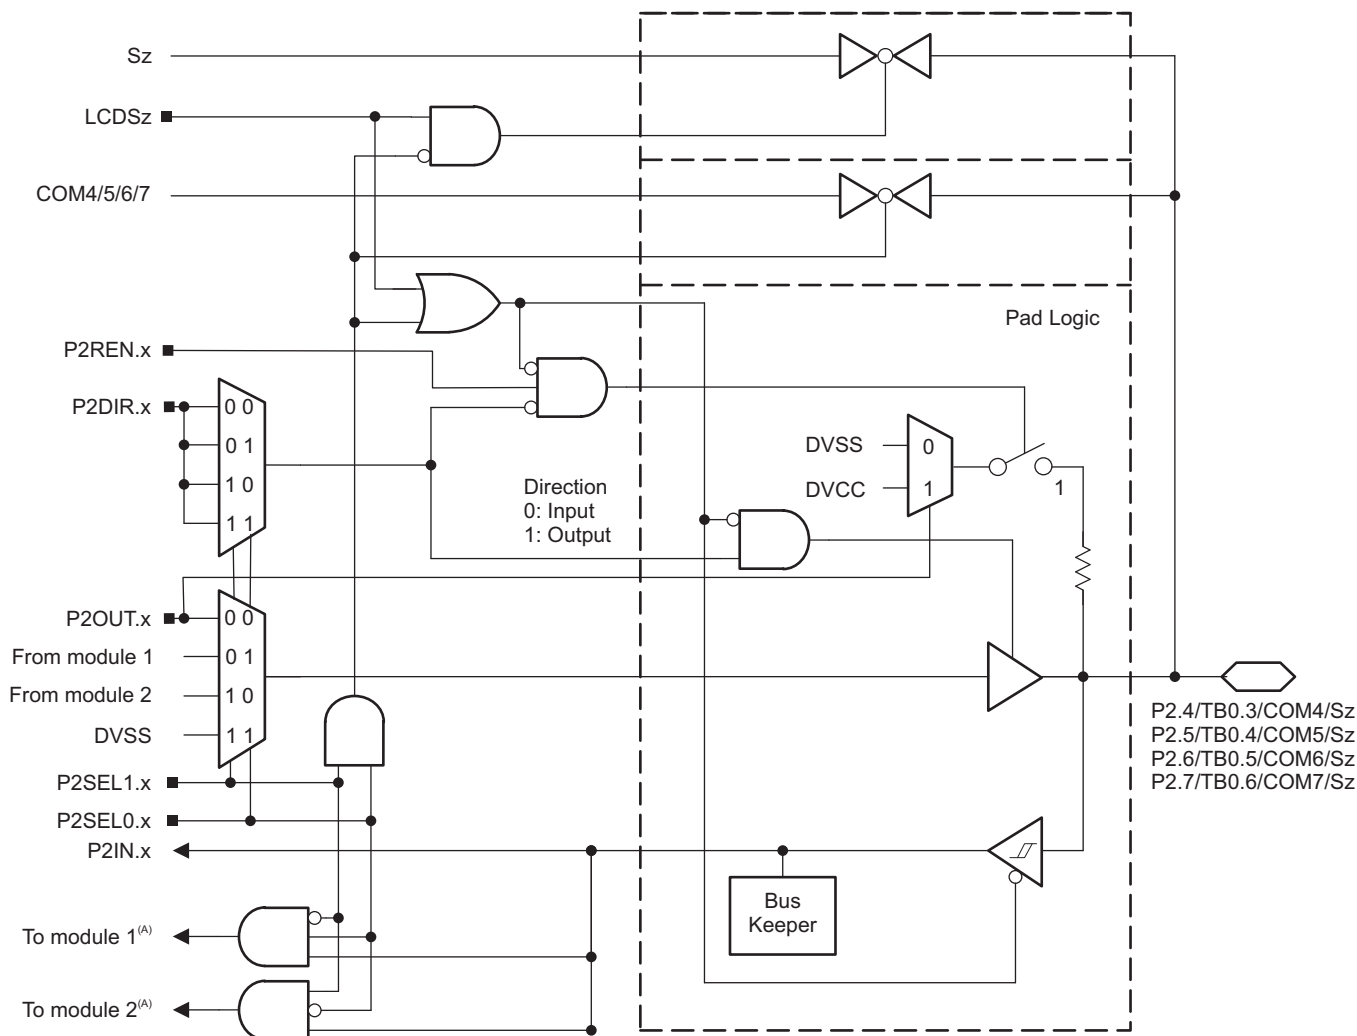 Sz
LCDSz
COM4/5/6/7
Pad Logic
P2REN.x
P2DIR.x
0 0
0 1
1 0
1 1
DVSS
0
DVCC
1
1
Direction
0: Input
1: Output
P2OUT.x
0 0
From module 1
0 1
From module 2
1 0
DVSS
1 1
P2.4/TB0.3/COM4/Sz
P2.5/TB0.4/COM5/Sz
P2.6/TB0.5/COM6/Sz
P2.7/TB0.6/COM7/Sz
P2SEL1.x
P2SEL0.x
P2IN.x
Bus
Keeper
To module 1(A)
To module 2(A)